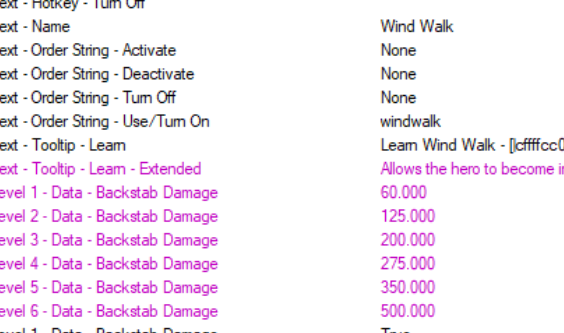 ext - Hotkey - Turn Off
ext - Name Wind Walk
ext - Order String - Activate None
ext - Order String - Deactivate None
ext - Order String - Turn Off None
ext - Order String - Use/Turn On windwalk
ext - Tooltip - Learn Learn Wind Walk - [|cffffcc0
ext - Tooltip - Learn - Extended Allows the hero to become in
evel 1 - Data - Backstab Damage 60.000
evel 2 - Data - Backstab Damage 125.000
evel 3 - Data - Backstab Damage 200.000
evel 4 - Data - Backstab Damage 275.000
evel 5 - Data - Backstab Damage 350.000
evel 6 - Data - Backstab Damage 500.000
evel 1 - Data - Backstab Damage True